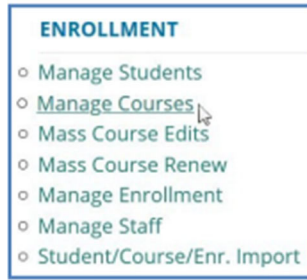 ENROLLMENT
Manage Students
Manage Courses
Mass Course Edits
Mass Course Renew
Manage Enrollment
Manage Staff
Student/Course/Enr. Import